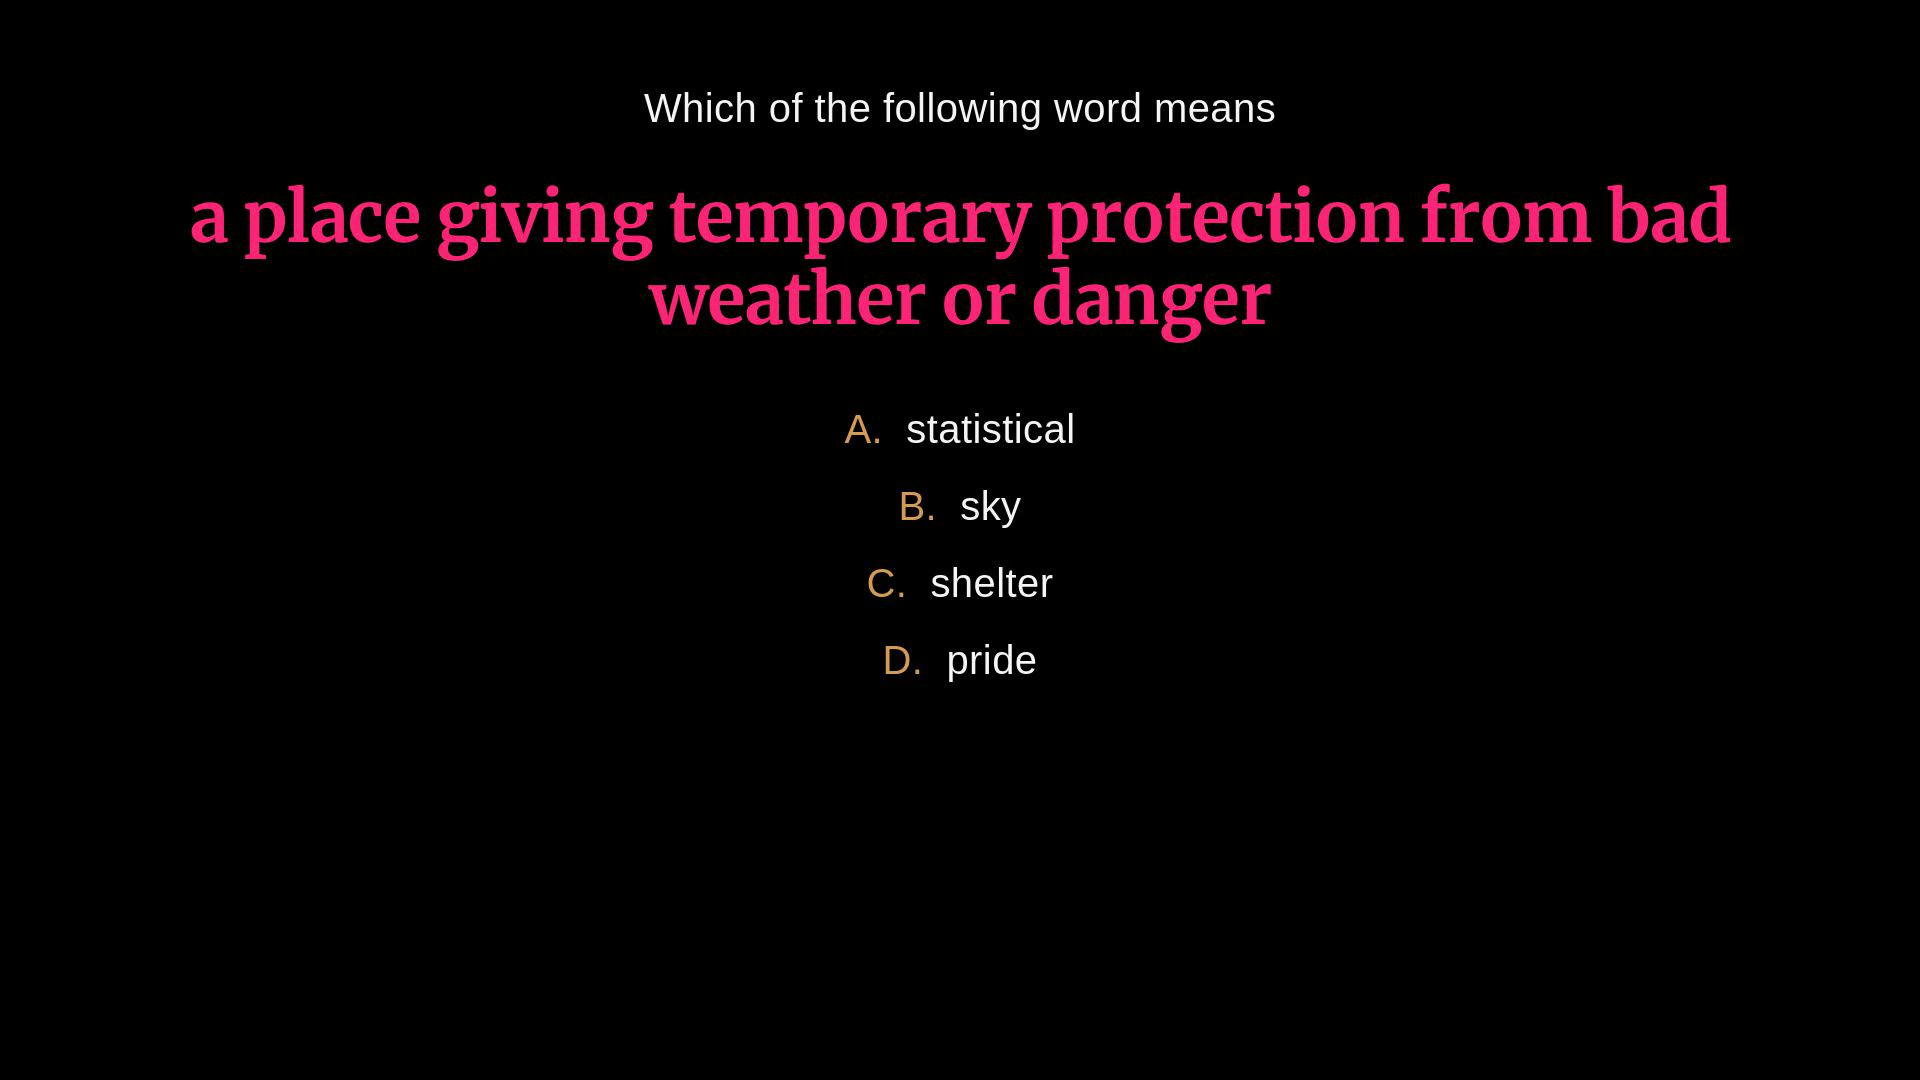 Which of the following word means
a place giving temporary protection from bad
weather or danger
A. statistical
B. sky
C. shelter
D. pride